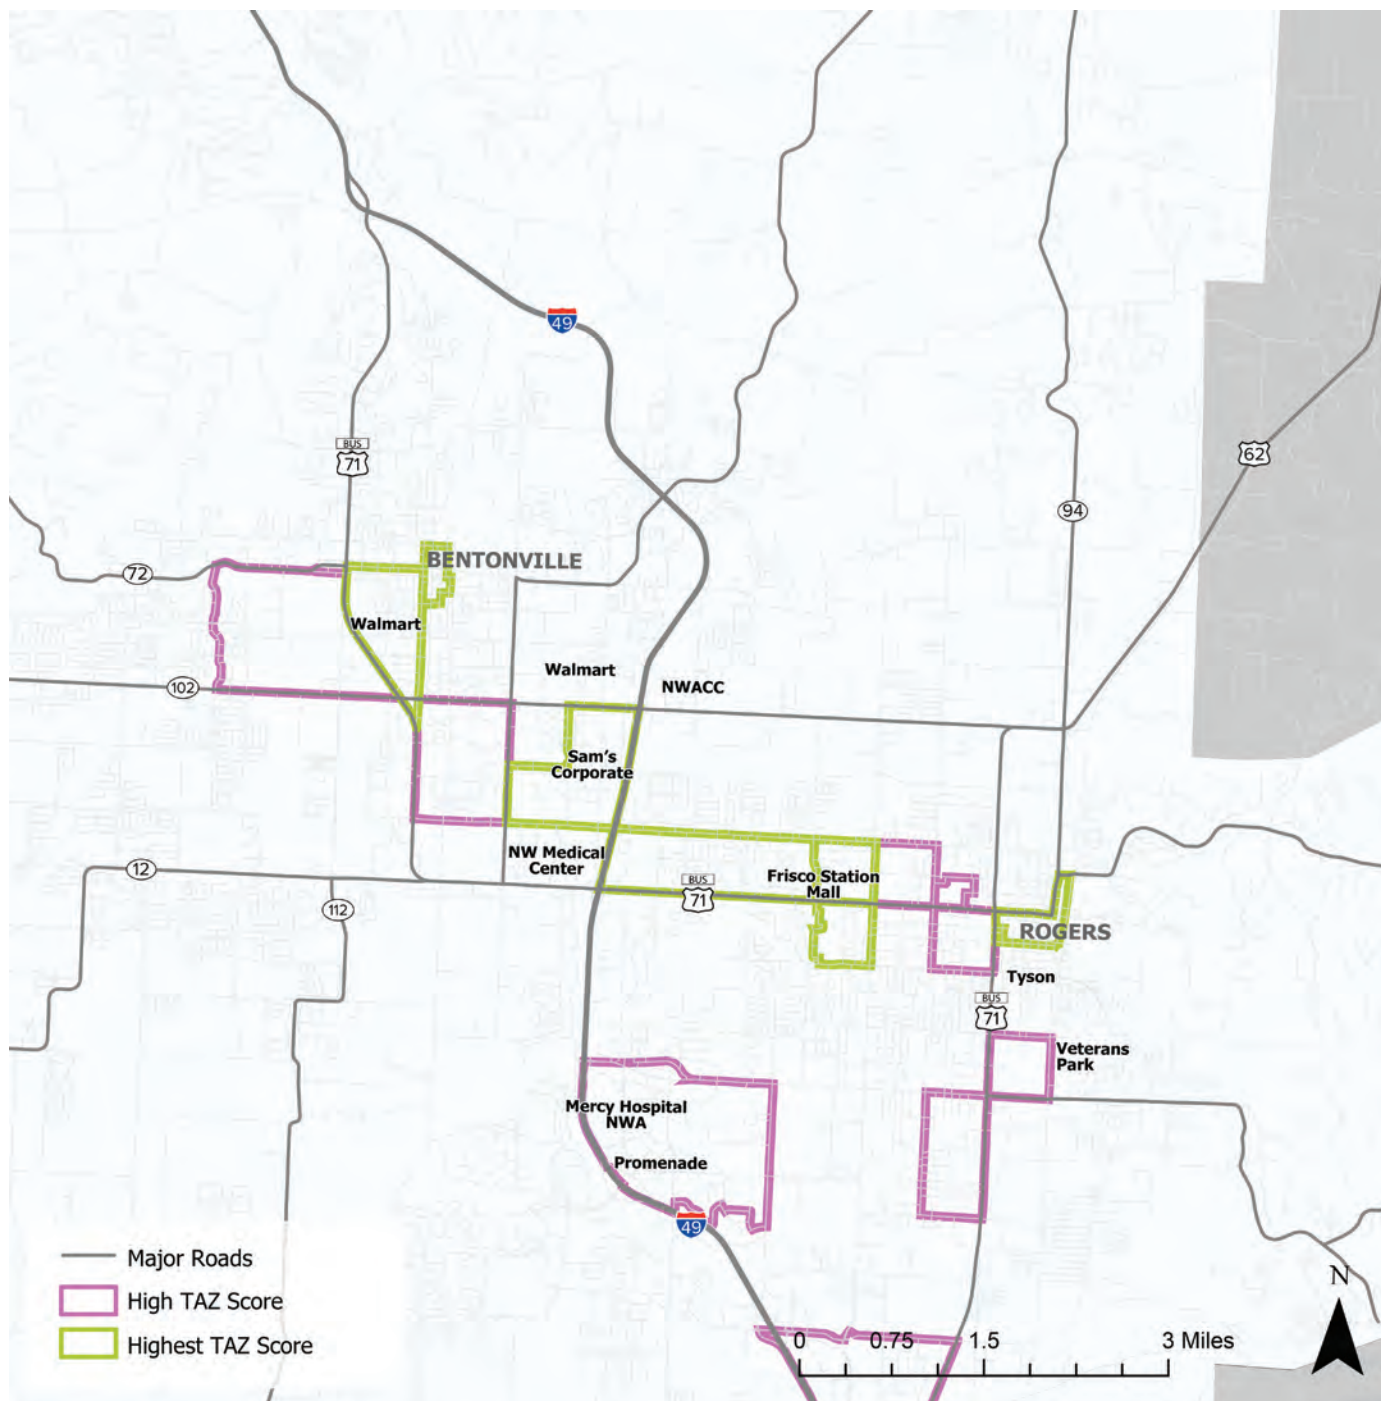 49
BUS
71
62
94
BENTONVILLE
72
Walmart
Walmart
102
NWACC
Sam's
Corporate
NW Medical
Center
12
Frisco Station
Mall
BUS
71
112
ROGERS
Tyson
BUS
71
Veterans
Park
Mercy Hospital
NWA
Promenade
49
Major Roads
High TAZ Score
Highest TAZ Score
N
0 0.75 1.5 3 Miles